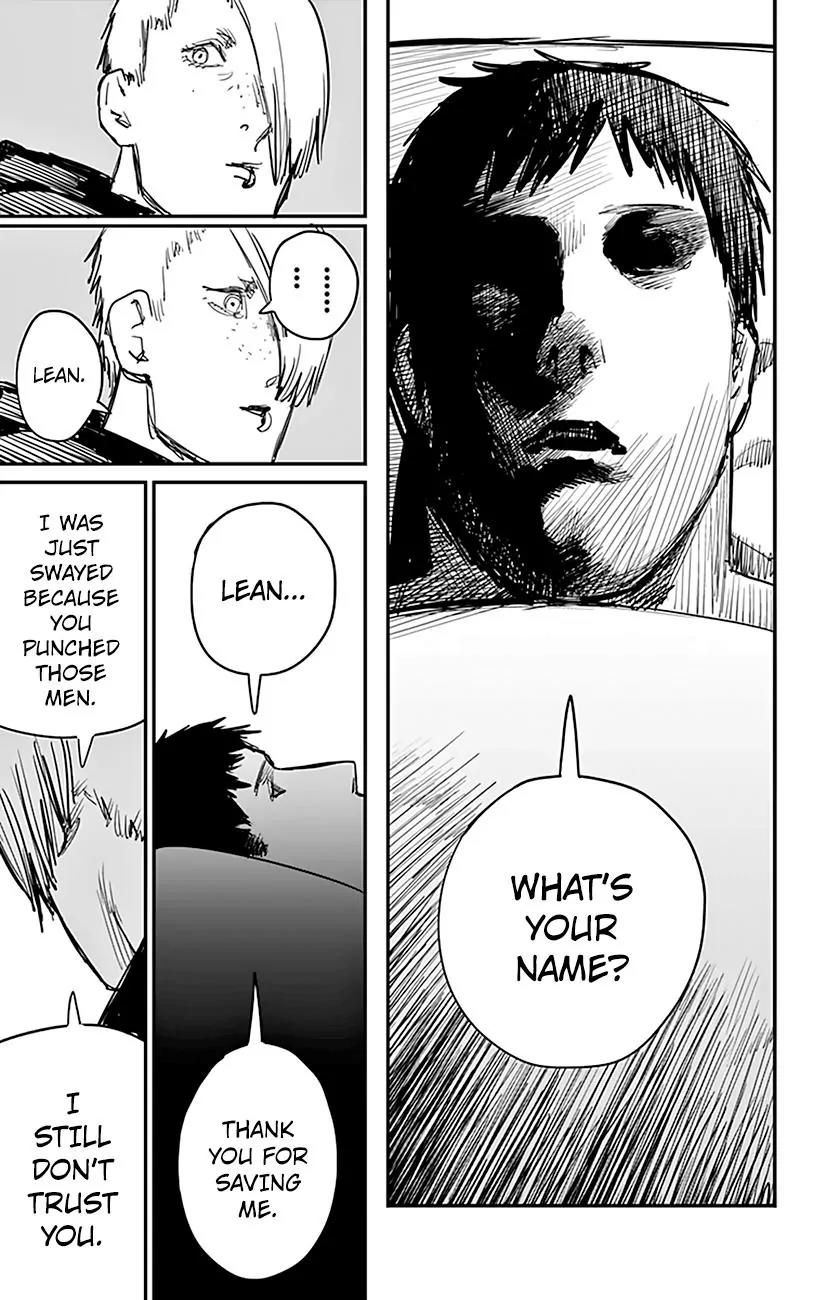 WHAT'S
YOUR
NAME?
......
LEAN.
LEAN...
THANK
YOU FOR
SAVING
ME.
I WAS
JUST
SWAYED
BECAUSE
YOU
PUNCHED
THOSE
MEN.
I
STILL
DON'T
TRUST
YOU.